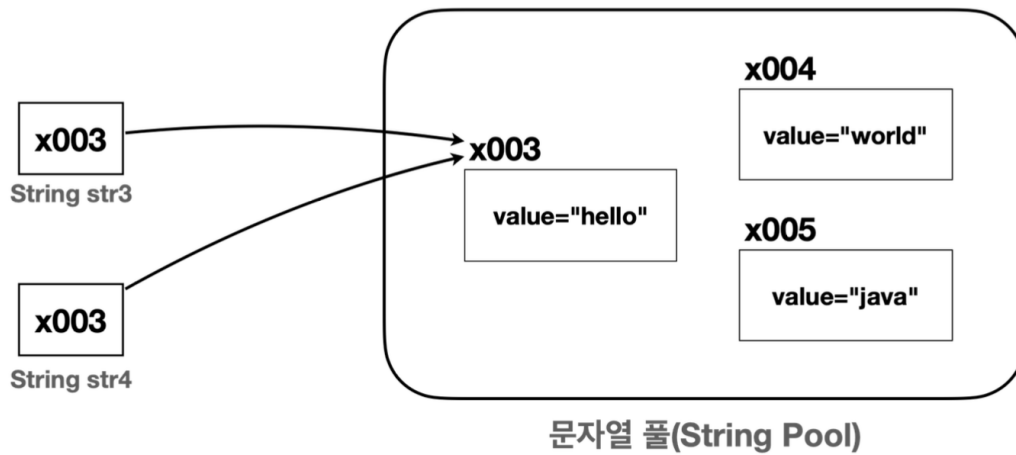 x003
String str3
x003
String str4
x003
value="hello"
x004
value="world"
x005
value="java"
문자열 풀(String Pool)